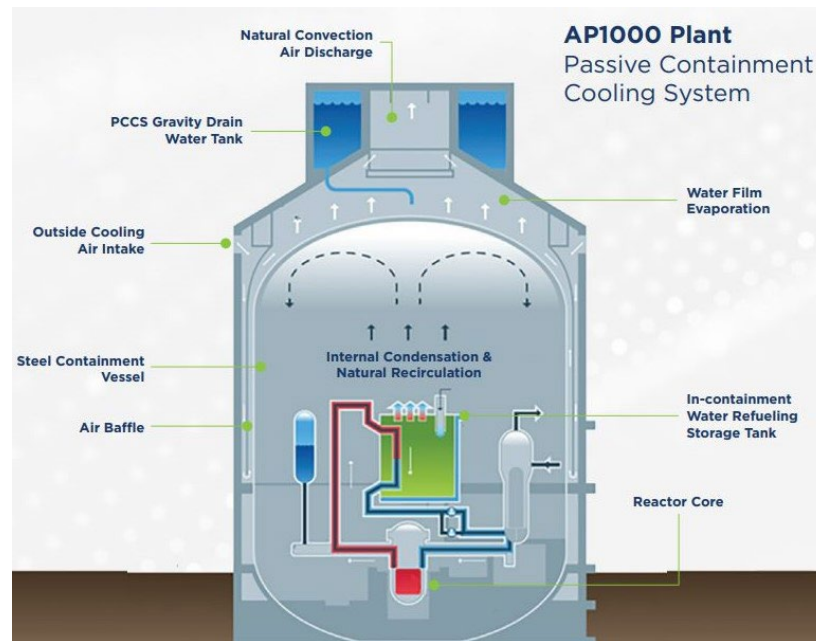 Natural Convection
Air Discharge
AP1000 Plant
Passive Containment
Cooling System
PCCS Gravity Drain
Water Tank
Water Film
Evaporation
Outside Cooling
Air Intake
Steel Containment
Vessel
Internal Condensation &
Natural Recirculation
In-containment
Water Refueling
Storage Tank
Air Baffle
Reactor Core